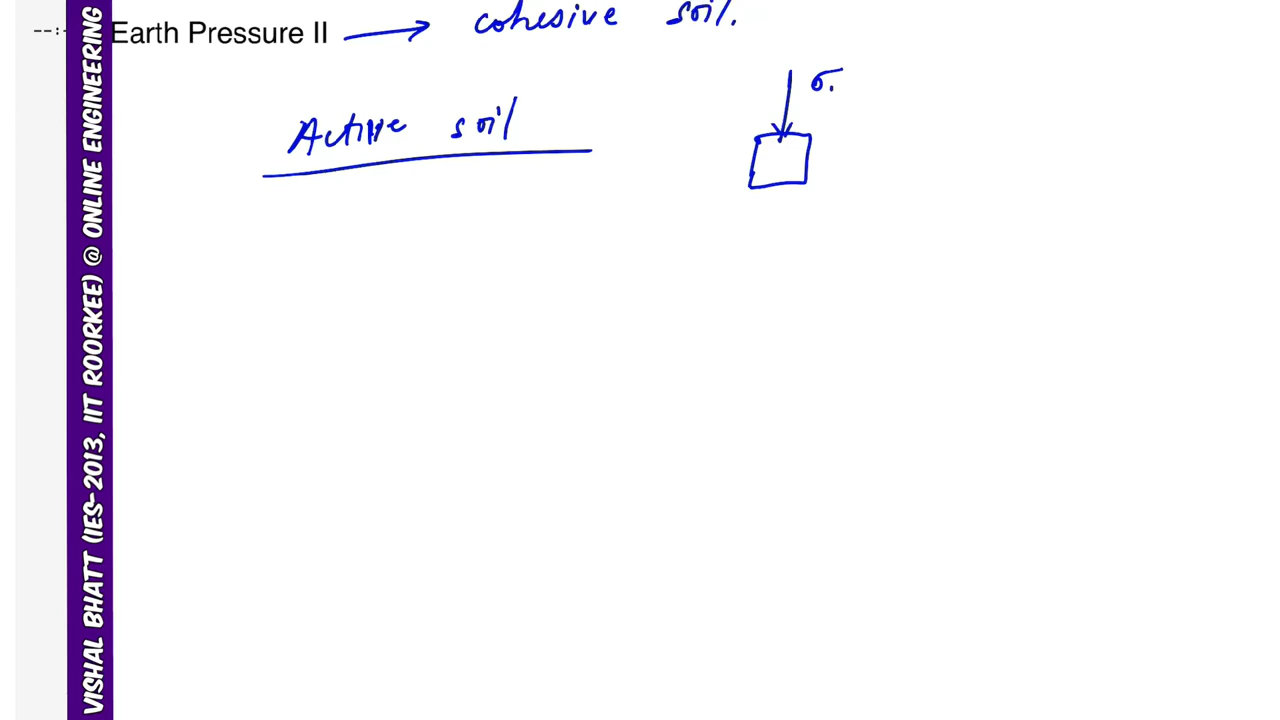 --:-- Earth Pressure II → cohesive soil.
Active soil
σ.
VISHAL BHATT (IES-2013, IIT ROORKEE) @ ONLINE ENGINEERING